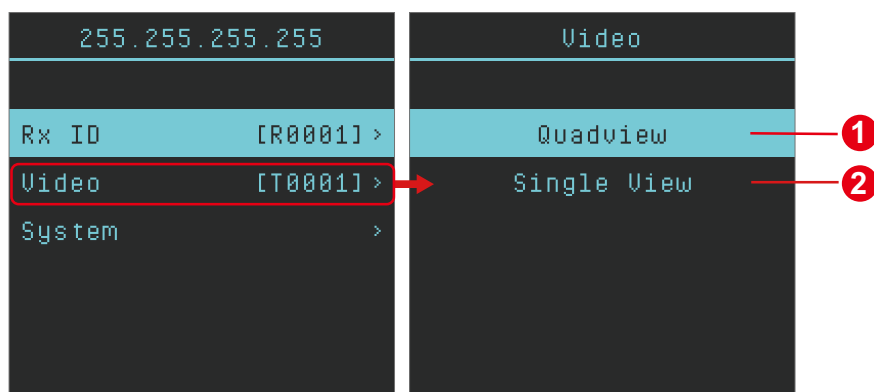 255.255.255.255
Rx ID [R0001] >
Video [T0001] >
System >
Video
Quadview 1
Single View 2